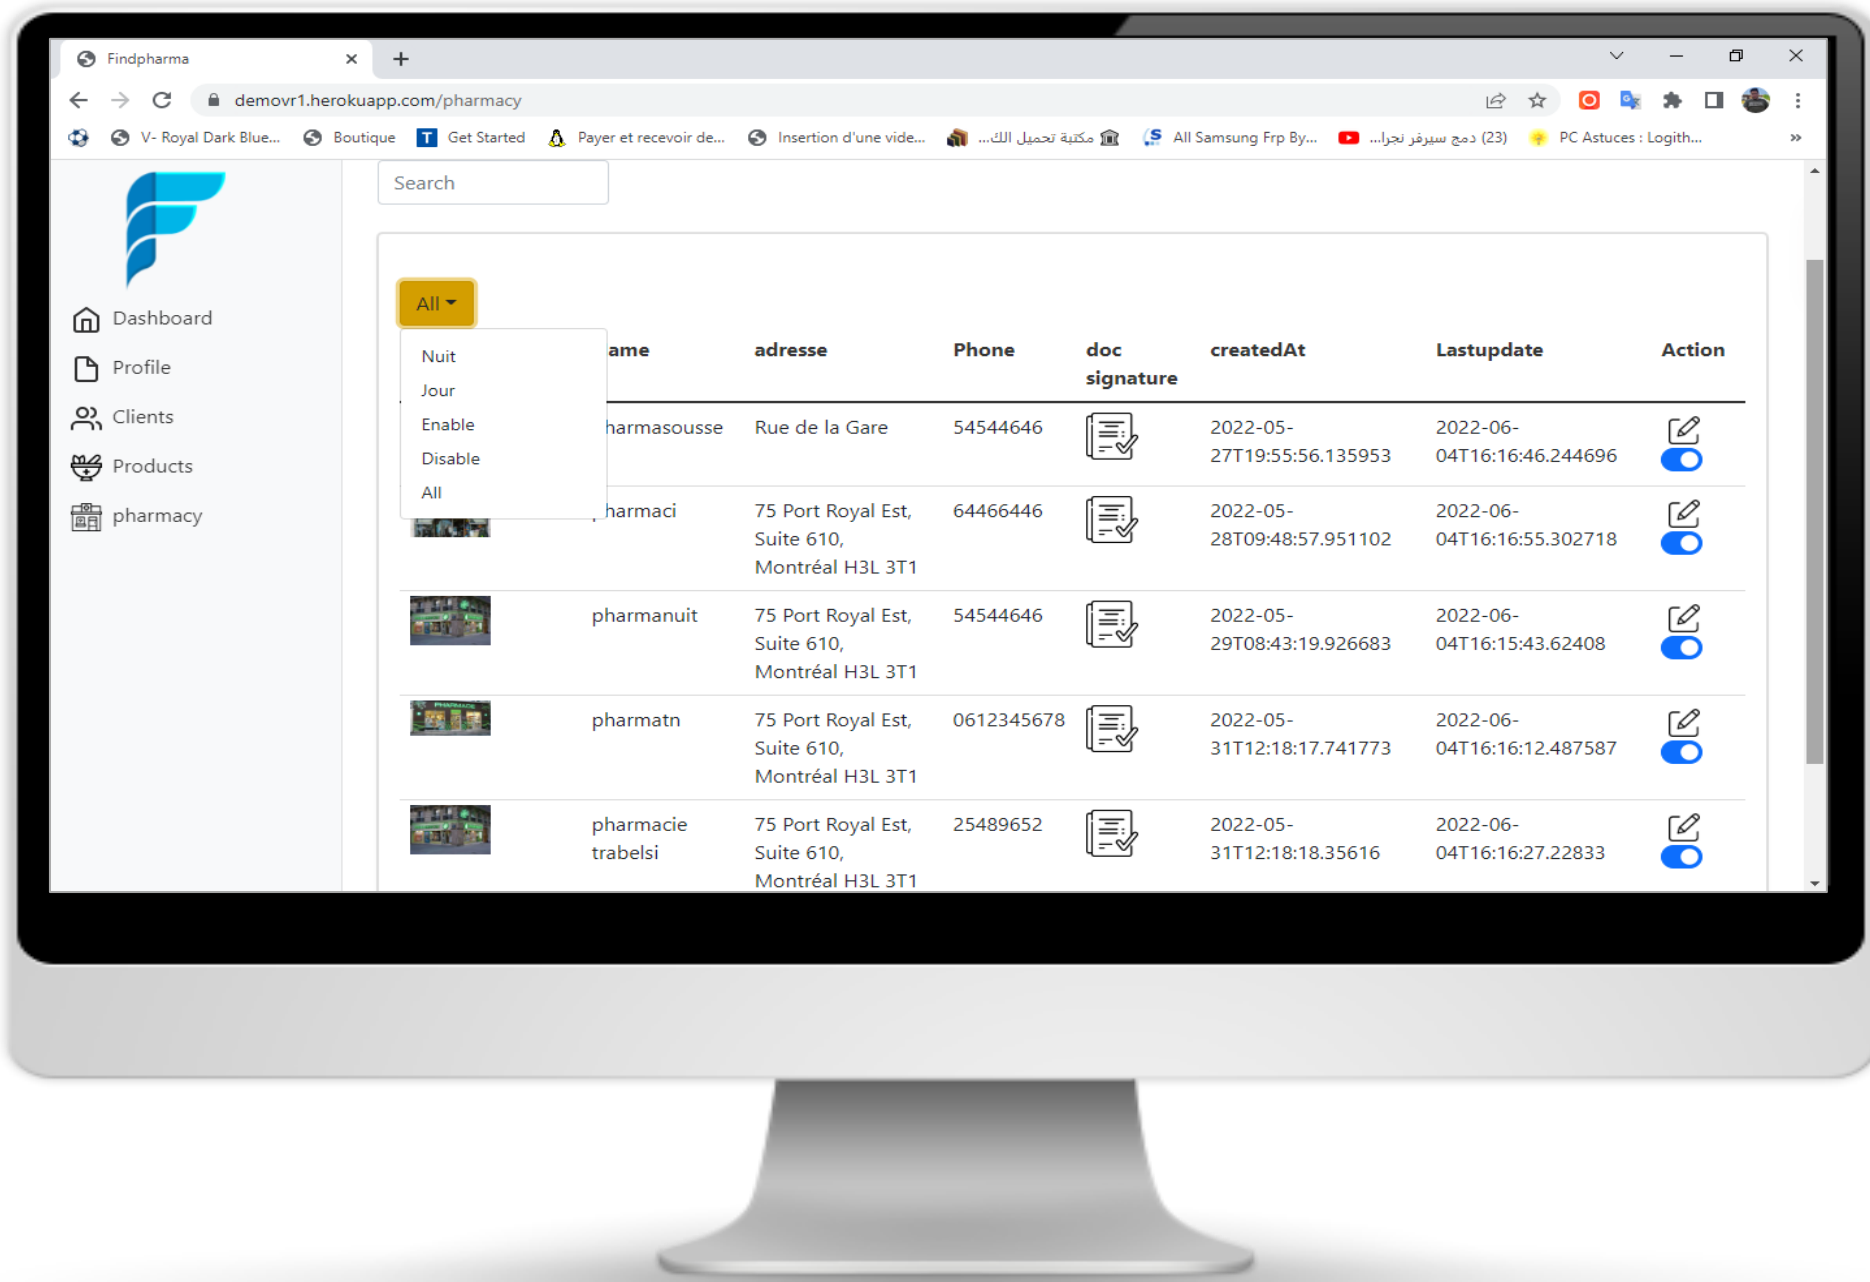 Findpharma
demovr1.herokuapp.com/pharmacy
V- Royal Dark Blue... Boutique T Get Started Payer et recevoir de... Insertion d'une vide... مكتبة تحميل الك... All Samsung Frp By... (23) دمج سيرفر نجرا... PC Astuces : Logith... »
Search
Dashboard
Profile
Clients
Products
pharmacy
All
Nuit
Jour
Enable
Disable
All
ame adresse Phone doc signature createdAt Lastupdate Action
harmasousse Rue de la Gare 54544646 2022-05- 2022-06-
27T19:55:56.135953 04T16:16:46.244696
harmaci 75 Port Royal Est, 64466446 2022-05- 2022-06-
Suite 610, 28T09:48:57.951102 04T16:16:55.302718
Montréal H3L 3T1
pharmanuit 75 Port Royal Est, 54544646 2022-05- 2022-06-
Suite 610, 29T08:43:19.926683 04T16:15:43.62408
Montréal H3L 3T1
PHARMACIE
pharmatn 75 Port Royal Est, 0612345678 2022-05- 2022-06-
Suite 610, 31T12:18:17.741773 04T16:16:12.487587
Montréal H3L 3T1
pharmacie 75 Port Royal Est, 25489652 2022-05- 2022-06-
trabelsi Suite 610, 31T12:18:18.35616 04T16:16:27.22833
Montréal H3L 3T1